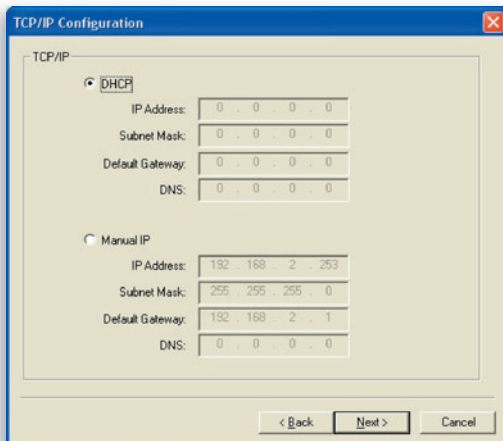 TCP/IP Configuration
TCP/IP
DHCP
IP Address: 0 . 0 . 0 . 0
Subnet Mask: 0 . 0 . 0 . 0
Default Gateway: 0 . 0 . 0 . 0
DNS: 0 . 0 . 0 . 0
Manual IP
IP Address: 192 . 168 . 2 . 253
Subnet Mask: 255 . 255 . 255 . 0
Default Gateway: 192 . 168 . 2 . 1
DNS: 0 . 0 . 0 . 0
< Back Next > Cancel